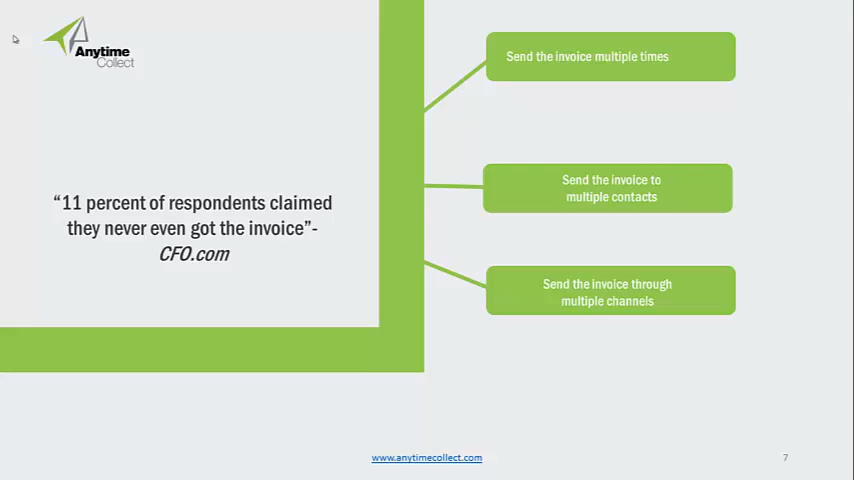 Anytime
Collect
“11 percent of respondents claimed
they never even got the invoice”-
CFO.com
Send the invoice multiple times
Send the invoice to
multiple contacts
Send the invoice through
multiple channels
www.anytimecollect.com
7